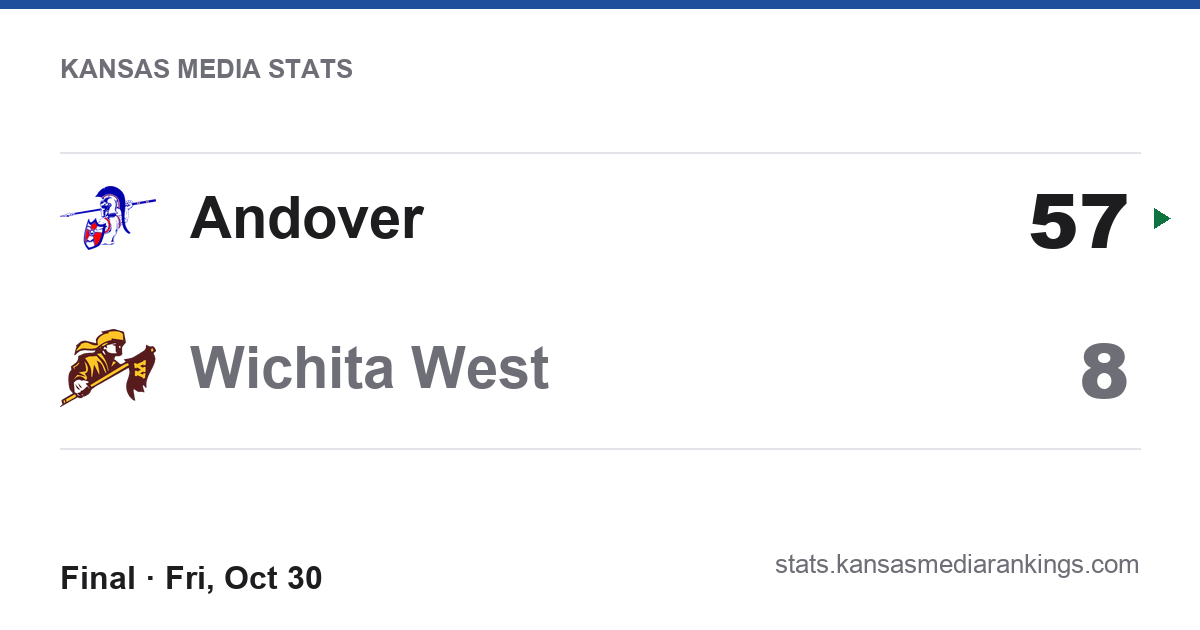 KANSAS MEDIA STATS
Andover 57
Wichita West 8
W
Final · Fri, Oct 30
stats.kansasmediarankings.com